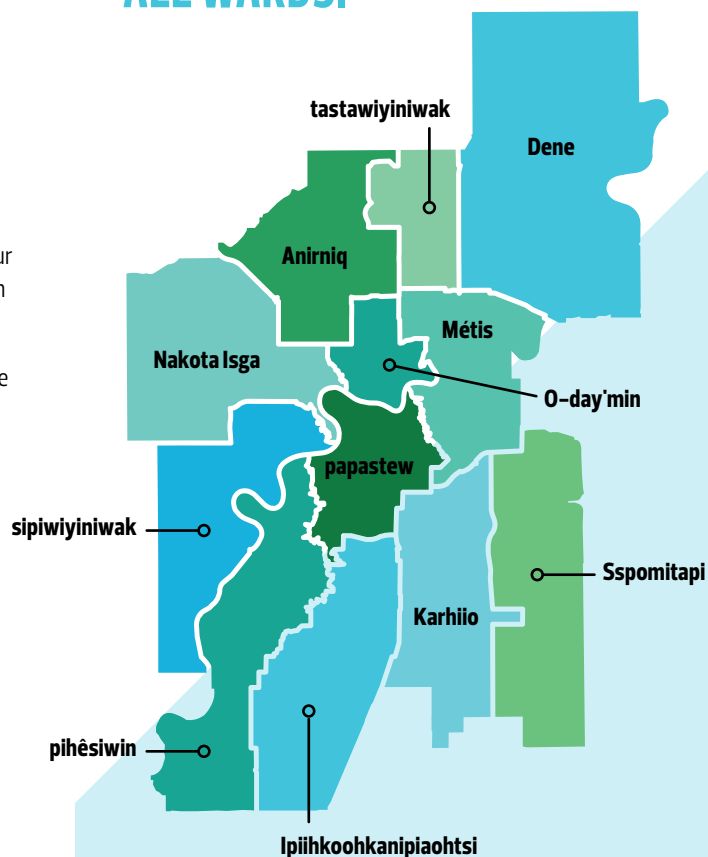 ALL WARDS!
tastawiyiniwak
Dene
Anirniq
Métis
Nakota Isga
O-day'min
papastew
sipiwiyiniwak
Sspomitapi
Karhiio
pihêsiwin
Ipiihkoohkanipiaohtsi